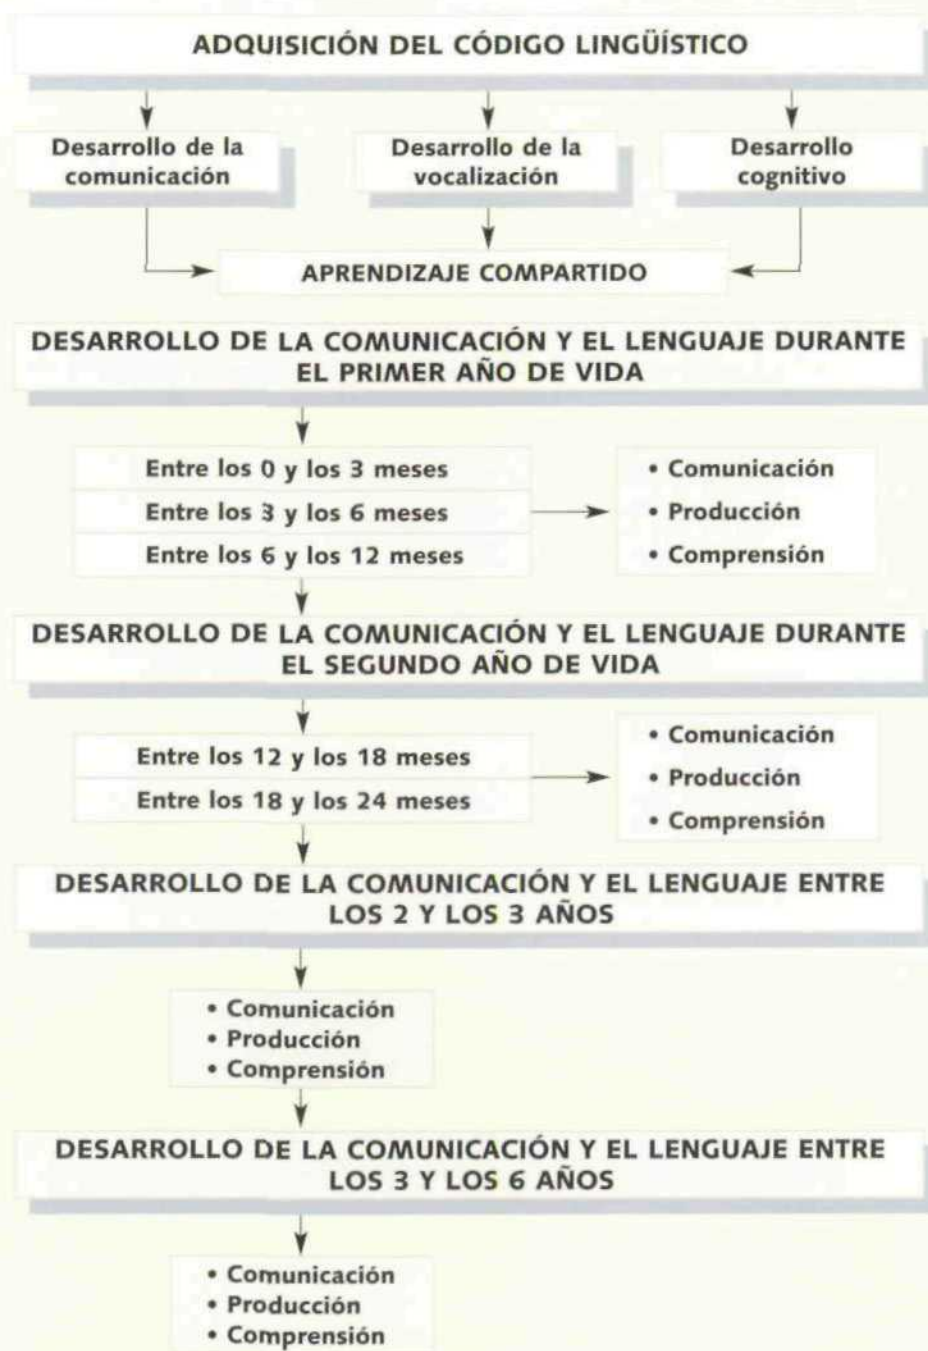 ADQUISICIÓN DEL CÓDIGO LINGÜÍSTICO
Desarrollo de la
comunicación
Desarrollo de la
vocalización
Desarrollo
cognitivo
APRENDIZAJE COMPARTIDO
DESARROLLO DE LA COMUNICACIÓN Y EL LENGUAJE DURANTE
EL PRIMER AÑO DE VIDA
Entre los 0 y los 3 meses
Entre los 3 y los 6 meses
Entre los 6 y los 12 meses
• Comunicación
• Producción
• Comprensión
DESARROLLO DE LA COMUNICACIÓN Y EL LENGUAJE DURANTE
EL SEGUNDO AÑO DE VIDA
Entre los 12 y los 18 meses
Entre los 18 y los 24 meses
• Comunicación
• Producción
• Comprensión
DESARROLLO DE LA COMUNICACIÓN Y EL LENGUAJE ENTRE
LOS 2 Y LOS 3 AÑOS
• Comunicación
• Producción
• Comprensión
DESARROLLO DE LA COMUNICACIÓN Y EL LENGUAJE ENTRE
LOS 3 Y LOS 6 AÑOS
• Comunicación
• Producción
• Comprensión